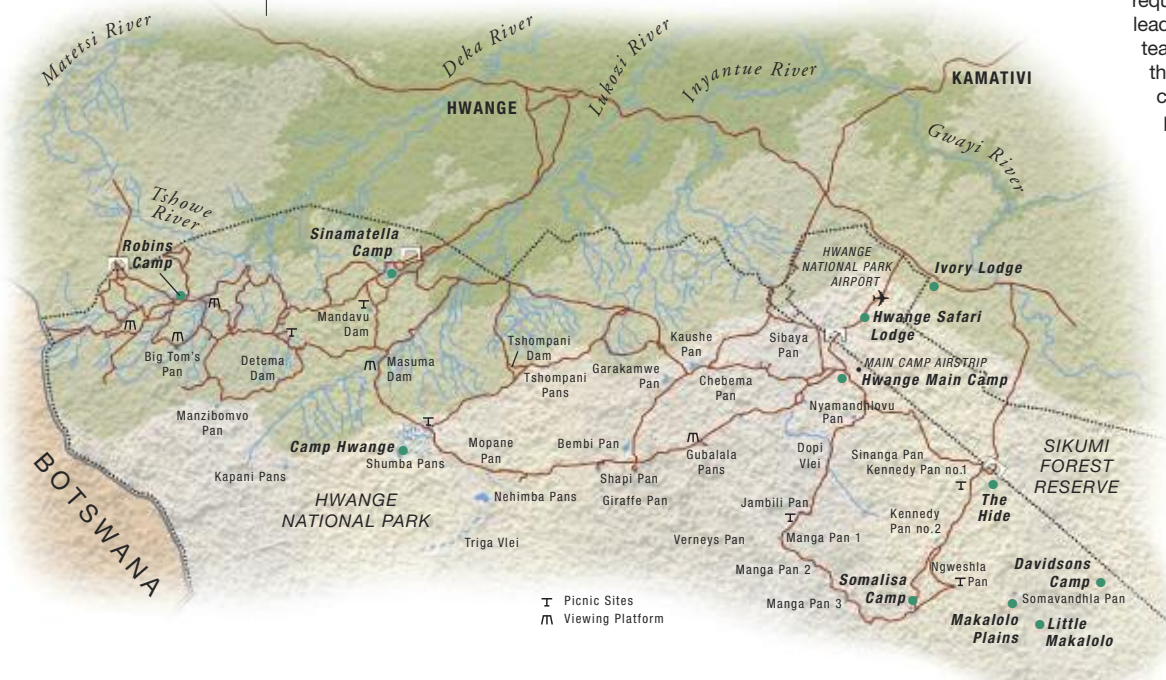 requ
lead
tea
th
c
Matetsi River
Deka River
Lukozi River
Inyantue River
KAMATIVI
HWANGE
Gwayi River
Tshowe
River
Robins
Camp
Sinamatella
Camp
HWANGE
NATIONAL PARK
AIRPORT
Ivory Lodge
Hwange Safari
Lodge
MAIN CAMP AIRSTRIP
Hwange Main Camp
Mandavu
Dam
Big Tom's
Pan
Detema
Dam
Masuma
Dam
Tshompani
Dam
Tshompani
Pans
Garakamwe
Pan
Kaushe
Pan
Sibaya
Pan
Chebema
Pan
Nyamandhlovu
Pan
Manzibomvo
Pan
Camp Hwange
Shumba Pans
Kapani Pans
Mopane
Pan
Bembi Pan
Gubalala
Pans
Dopi
Vlei
Sinanga Pan
Kennedy Pan no.1
SIKUMI
FOREST
RESERVE
Shapi Pan
Giraffe Pan
Nehimba Pans
HWANGE
NATIONAL PARK
BOTSWANA
Triga Vlei
Verneys Pan
Jambili Pan
Manga Pan 1
Kennedy
Pan no.2
The
Hide
Manga Pan 2
Manga Pan 3
Somalisa
Camp
Ngweshla
Pan
Davidsons
Camp
Somavandhla Pan
Makalolo
Plains
Little
Makalolo
Picnic Sites
Viewing Platform